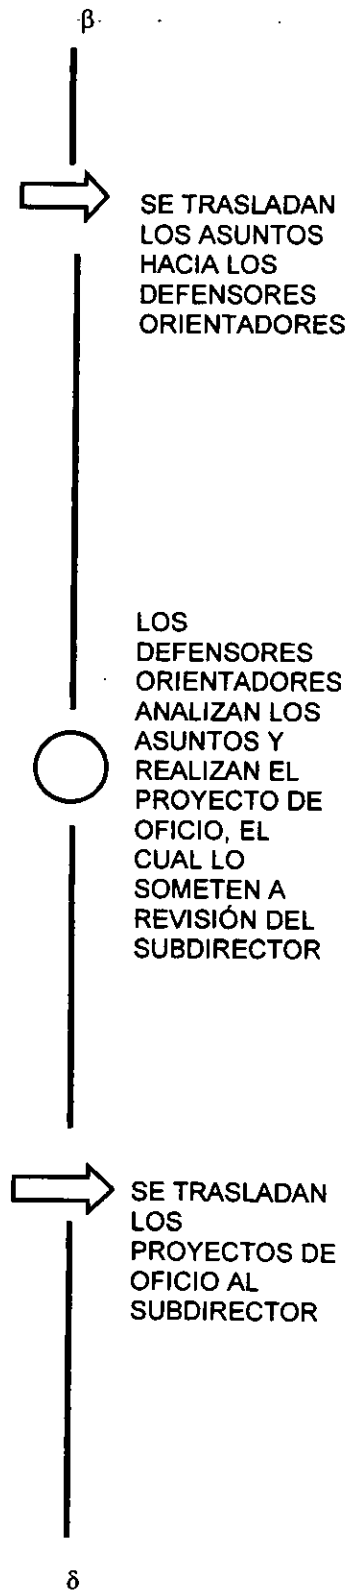 β
SE TRASLADAN
LOS ASUNTOS
HACIA LOS
DEFENSORES
ORIENTADORES
LOS
DEFENSORES
ORIENTADORES
ANALIZAN LOS
ASUNTOS Y
REALIZAN EL
PROYECTO DE
OFICIO, EL
CUAL LO
SOMETEN A
REVISIÓN DEL
SUBDIRECTOR
SE TRASLADAN
LOS
PROYECTOS DE
OFICIO AL
SUBDIRECTOR
δ